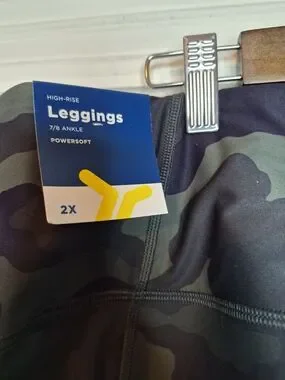 HIGH-RISE
Leggings
7/8 ANKLE
POWERSOFT
2X